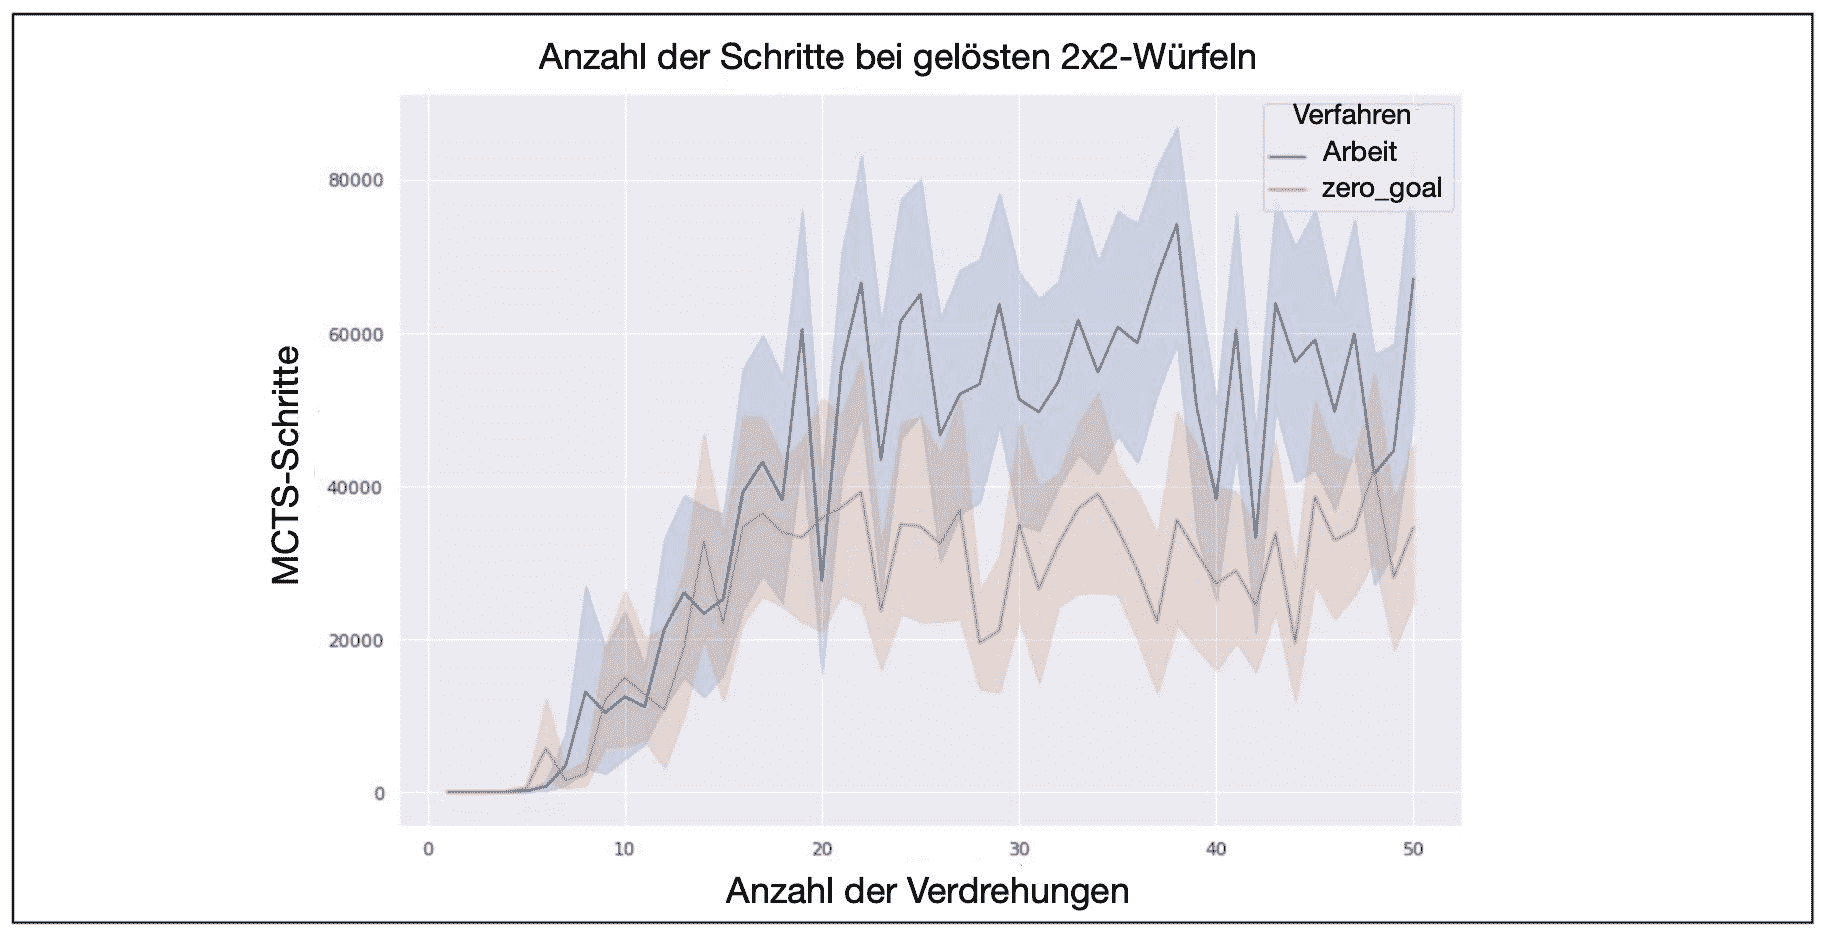 Anzahl der Schritte bei gelösten 2x2-Würfeln
Verfahren
Arbeit
zero_goal
MCTS-Schritte
80000
60000
40000
20000
0
0 10 20 30 40 50
Anzahl der Verdrehungen